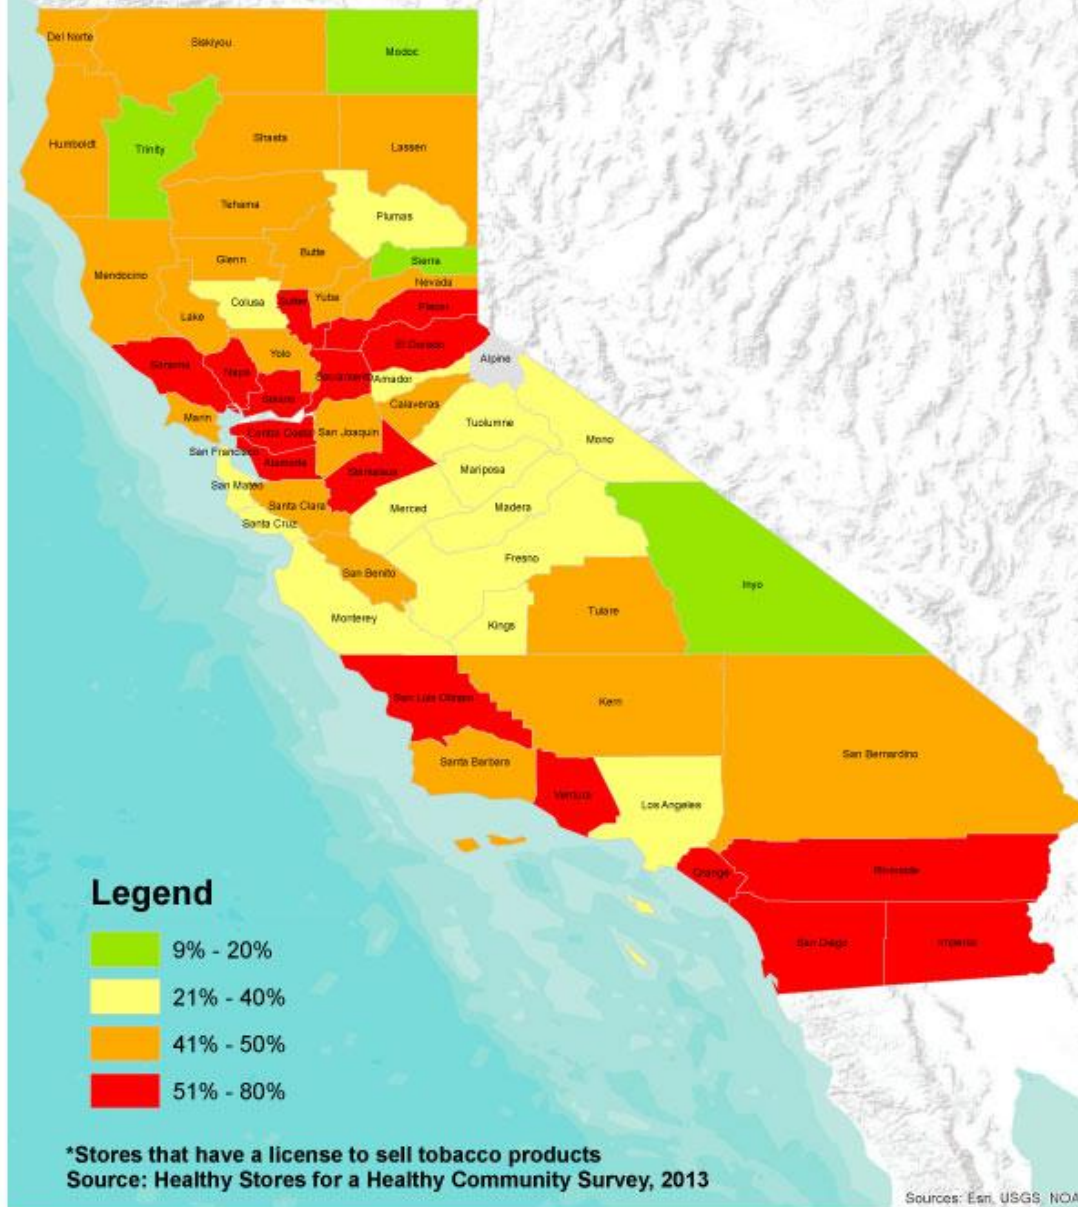 Del Norte
Siskiyou
Modoc
Humboldt
Trinity
Shasta
Lassen
Tehama
Plumas
Mendocino
Glenn
Butte
Sierra
Nevada
Colusa
Sutter
Yuba
Placer
Lake
El Dorado
Yolo
Alpine
Sonoma
Napa
Sacramento
Amador
Solano
Calaveras
Marin
Tuolumne
Contra Costa
San Joaquin
Mono
San Francisco
Alameda
Stanislaus
Mariposa
San Mateo
Santa Clara
Merced
Madera
Santa Cruz
Fresno
San Benito
Inyo
Monterey
Kings
Tulare
San Luis Obispo
Kern
San Bernardino
Santa Barbara
Ventura
Los Angeles
Orange
Riverside
San Diego
Imperial
Legend
9% - 20%
21% - 40%
41% - 50%
51% - 80%
*Stores that have a license to sell tobacco products
Source: Healthy Stores for a Healthy Community Survey, 2013
Sources: Esri, USGS, NOA